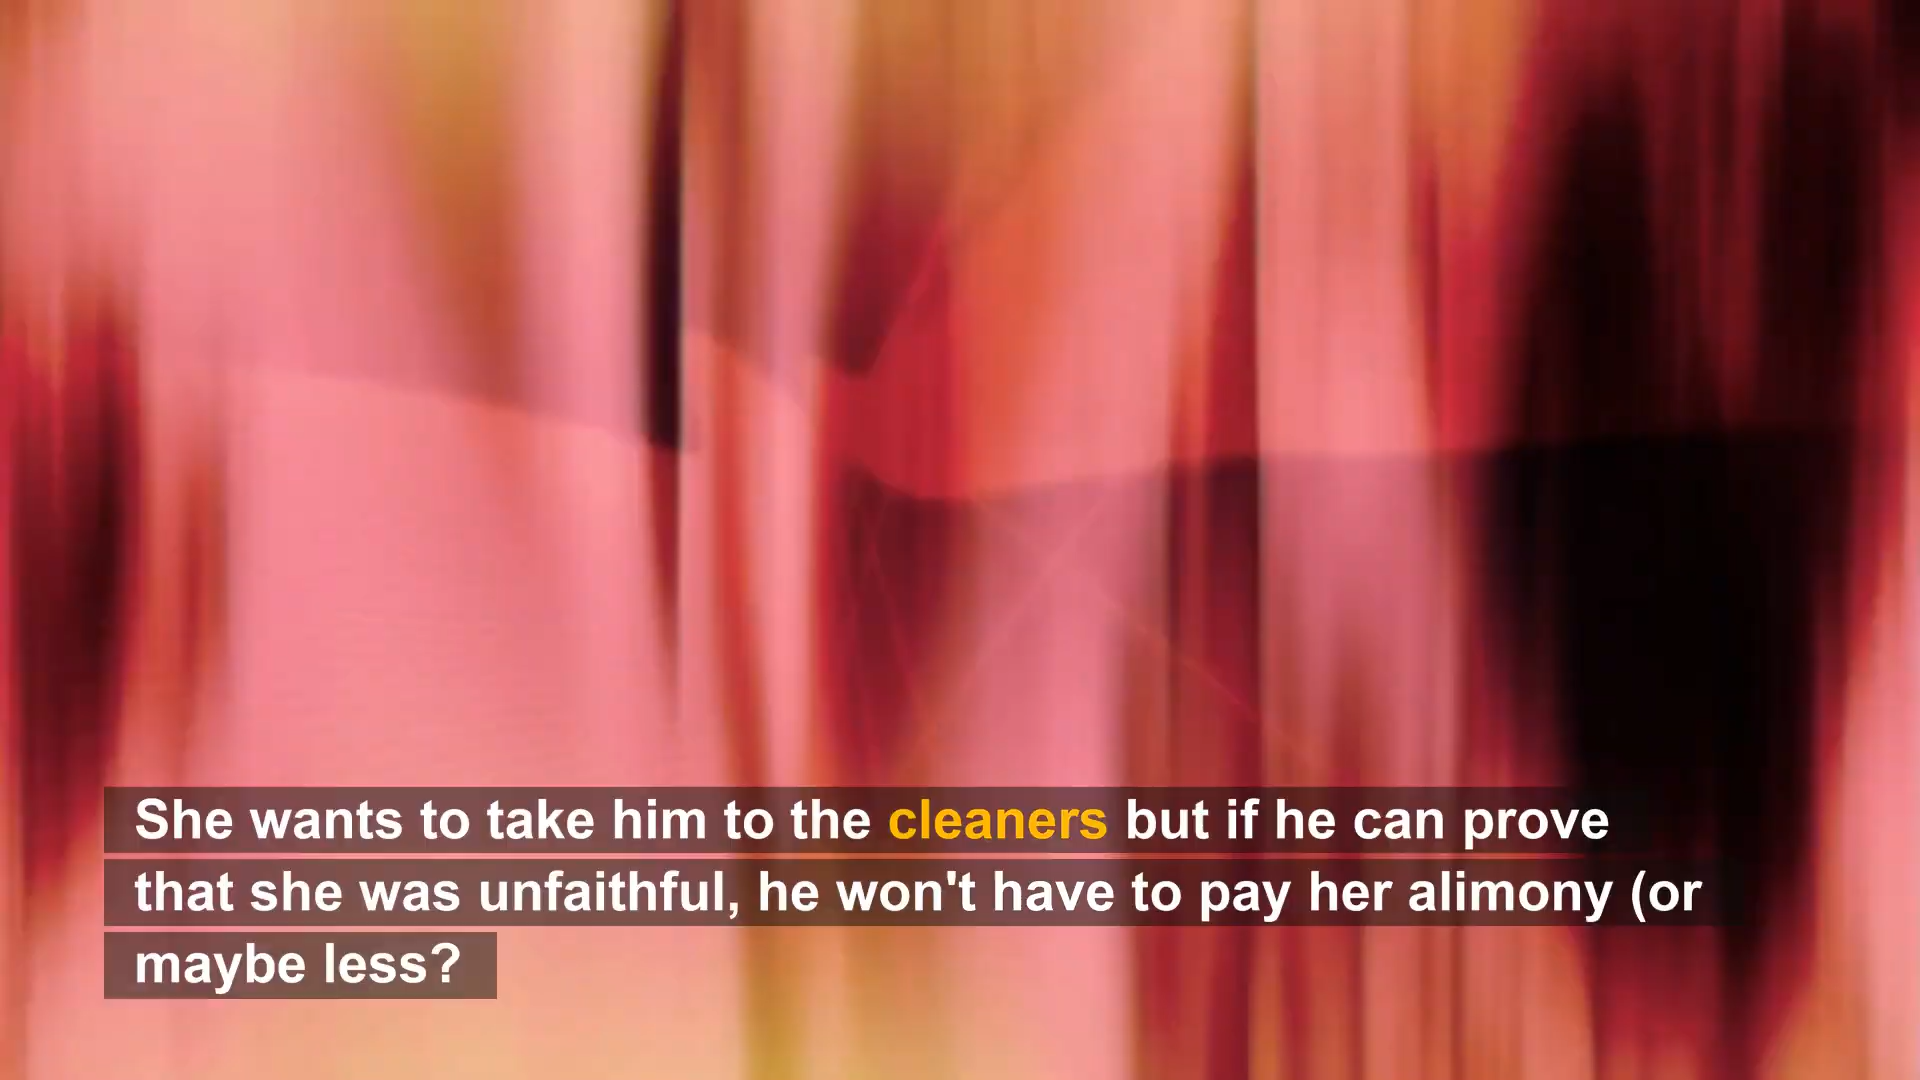 She wants to take him to the cleaners but if he can prove
that she was unfaithful, he won't have to pay her alimony (or
maybe less?